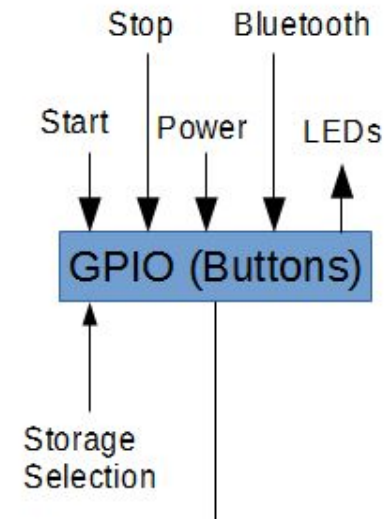 Stop Bluetooth
Start Power LEDs
GPIO (Buttons)
Storage
Selection